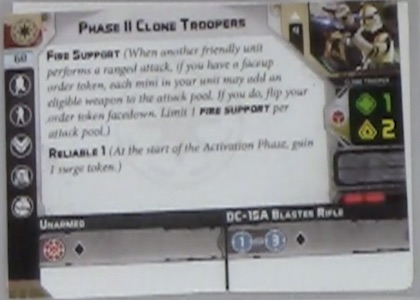 PHASE II CLONE TROOPERS
60
4
FIRE SUPPORT (When another friendly unit
performs a ranged attack, if you have a faceup
order token, each mini in your unit may add an
eligible weapon to the attack pool. If you do, flip your
order token facedown. Limit 1 FIRE SUPPORT per
attack pool.)
RELIABLE 1 (At the start of the Activation Phase, gain
1 surge token.)
CLONE TROOPER
1
2
UNARMED
DC-15A BLASTER RIFLE
1 3